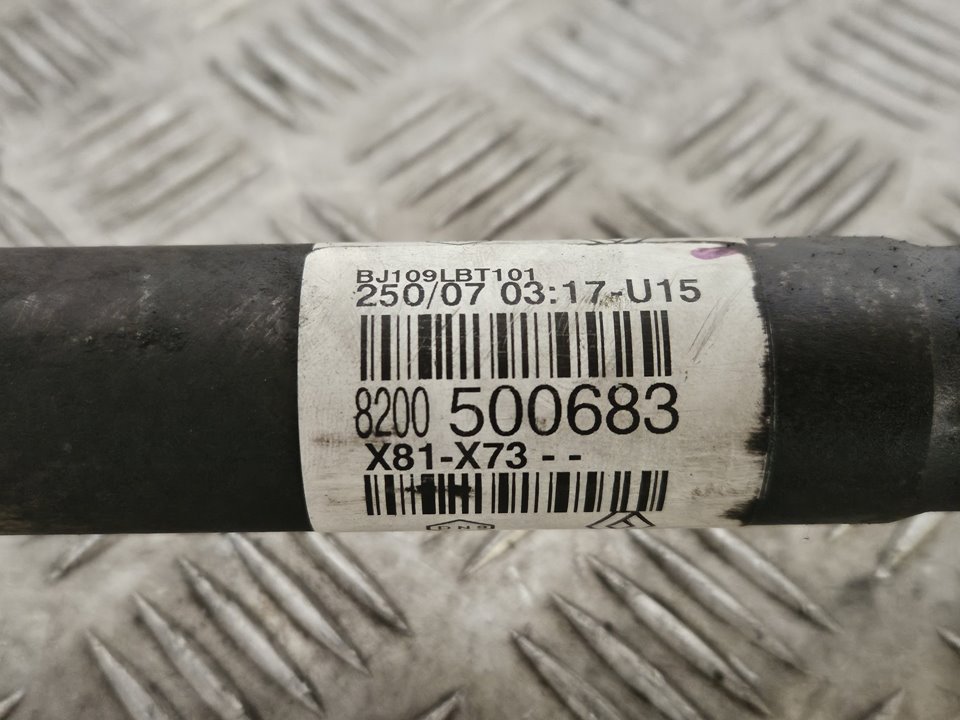 BJ109LBT101
250/07 03:17-U15
8200 500683
X81-X73 - -